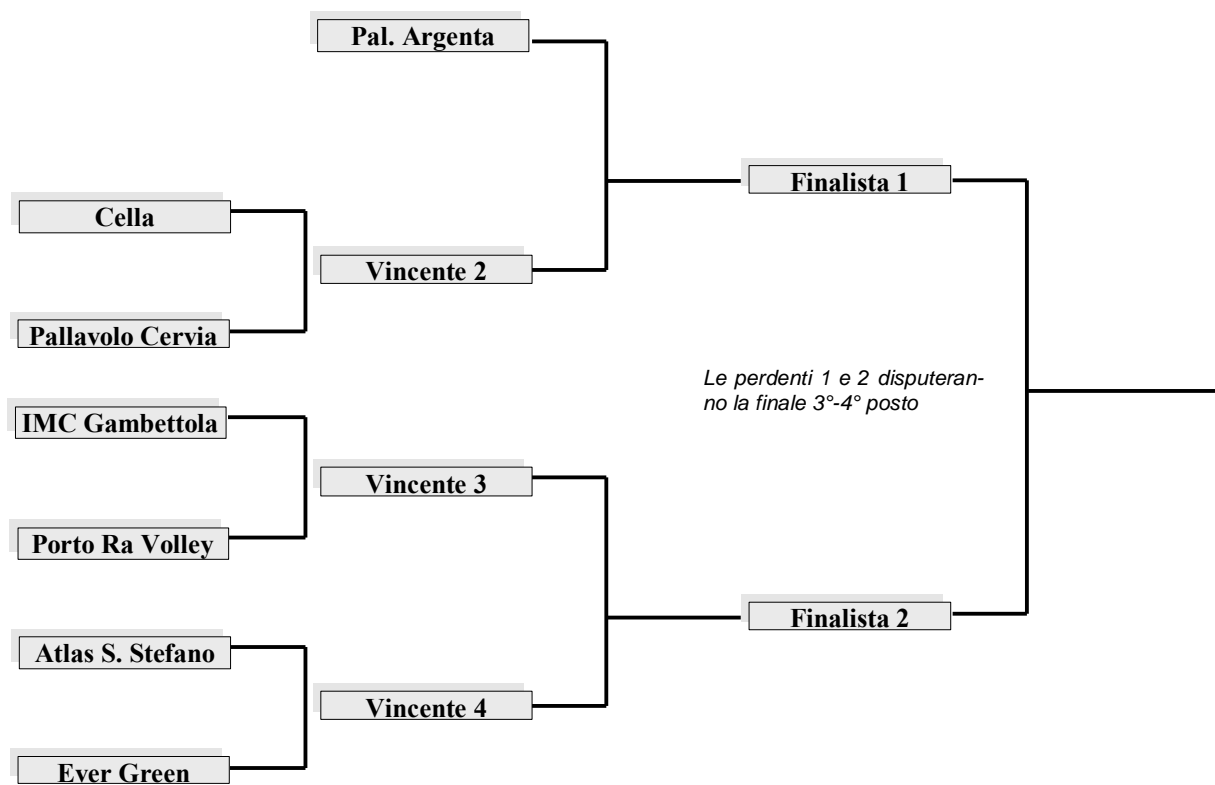 Pal. Argenta
Finalista 1
Cella
Vincente 2
Pallavolo Cervia
Le perdenti 1 e 2 disputeran-
no la finale 3°-4° posto
IMC Gambettola
Vincente 3
Porto Ra Volley
Finalista 2
Atlas S. Stefano
Vincente 4
Ever Green